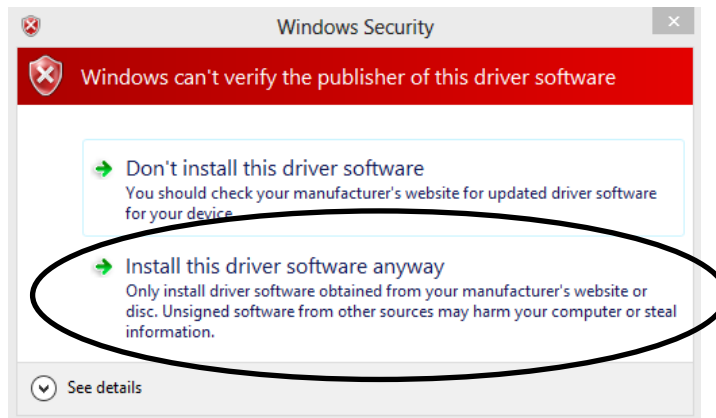 Windows Security
Windows can't verify the publisher of this driver software
Don't install this driver software
You should check your manufacturer's website for updated driver software
for your device.
Install this driver software anyway
Only install driver software obtained from your manufacturer's website or
disc. Unsigned software from other sources may harm your computer or steal
information.
See details